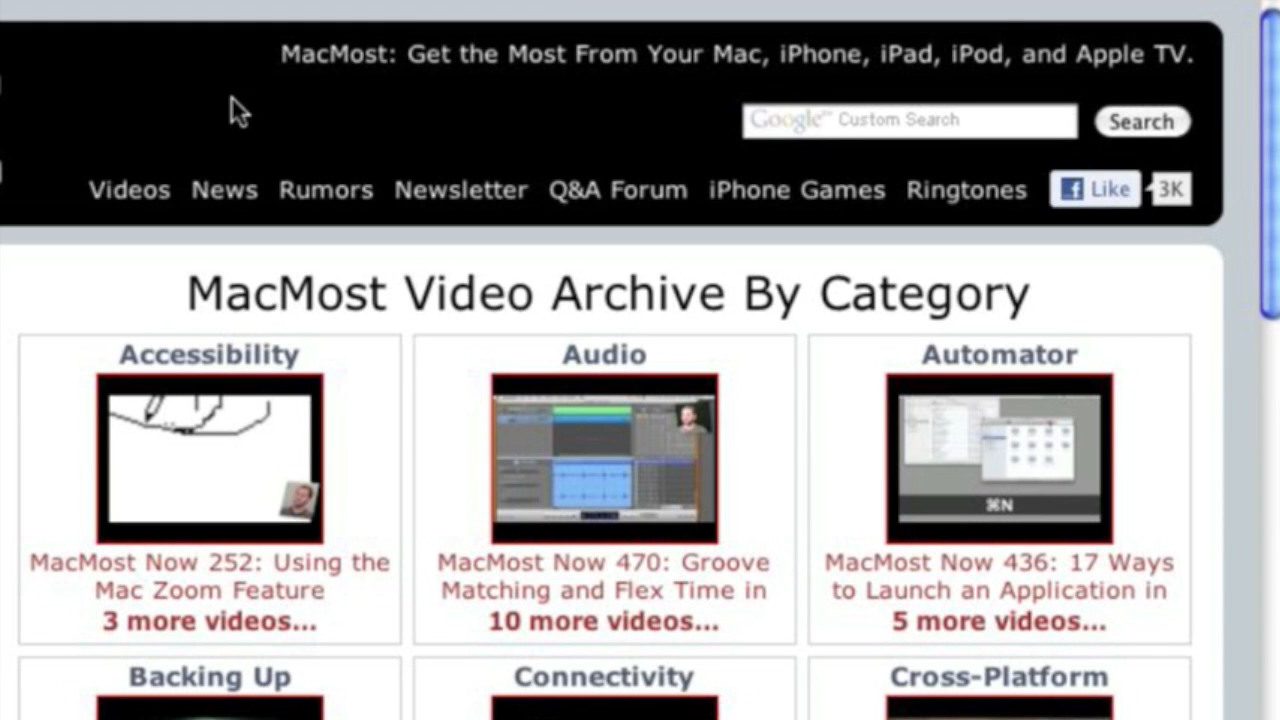 MacMost: Get the Most From Your Mac, iPhone, iPad, iPod, and Apple TV.
Google™ Custom Search
Search
Videos News Rumors Newsletter Q&A Forum iPhone Games Ringtones Like 3K
MacMost Video Archive By Category
Accessibility Audio Automator
⌘N
MacMost Now 252: Using the MacMost Now 470: Groove MacMost Now 436: 17 Ways
Mac Zoom Feature Matching and Flex Time in to Launch an Application in
3 more videos... 10 more videos... 5 more videos...
Backing Up Connectivity Cross-Platform